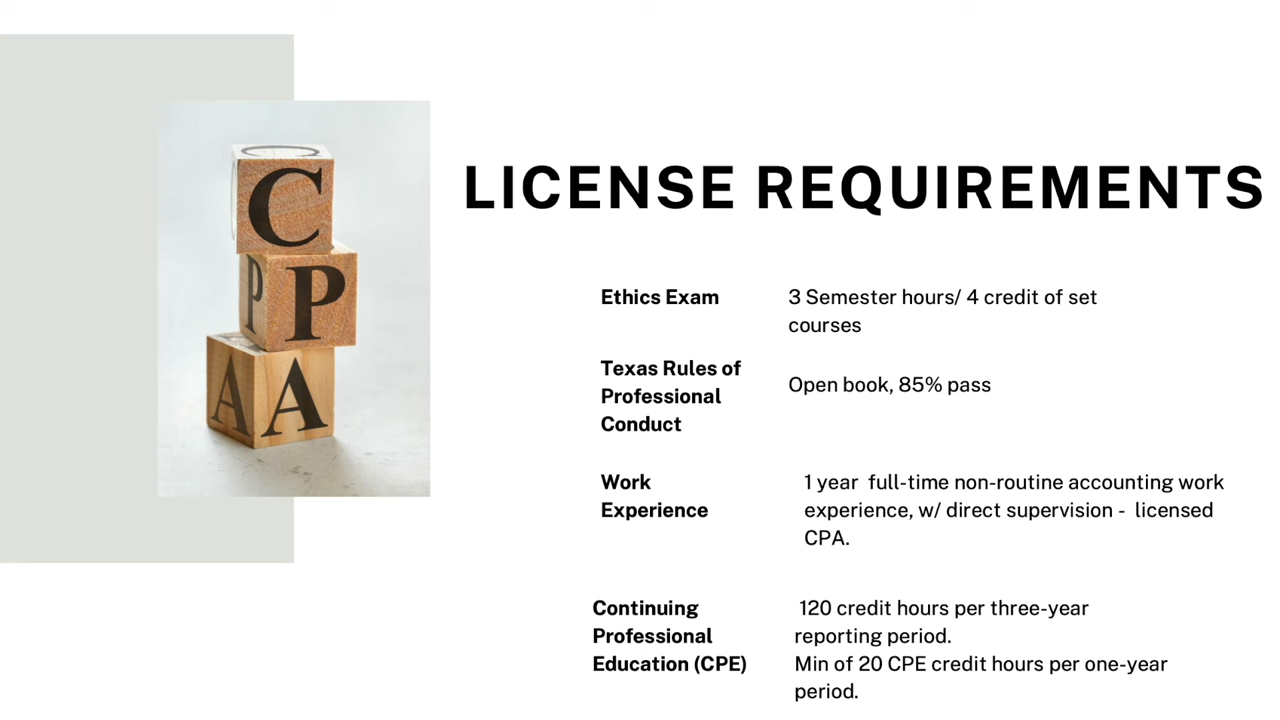 C
P P
A A
LICENSE REQUIREMENTS
Ethics Exam
3 Semester hours/ 4 credit of set
courses
Texas Rules of
Professional
Conduct
Open book, 85% pass
Work
Experience
1 year  full-time non-routine accounting work
experience, w/ direct supervision -  licensed
CPA.
Continuing
Professional
Education (CPE)
120 credit hours per three-year
reporting period.
Min of 20 CPE credit hours per one-year
period.